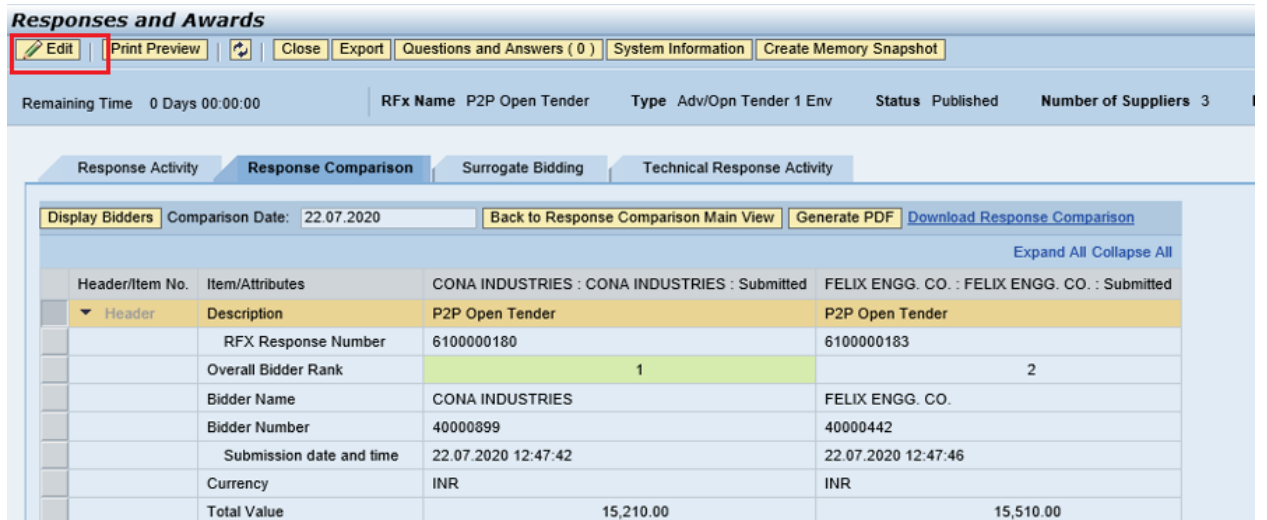 Responses and Awards
Edit Print Preview Close Export Questions and Answers ( 0 ) System Information Create Memory Snapshot
Remaining Time 0 Days 00:00:00 RFx Name P2P Open Tender Type Adv/Opn Tender 1 Env Status Published Number of Suppliers 3
Response Activity Response Comparison Surrogate Bidding Technical Response Activity
Display Bidders Comparison Date: 22.07.2020 Back to Response Comparison Main View Generate PDF Download Response Comparison
Expand All Collapse All
Header/Item No. Item/Attributes CONA INDUSTRIES : CONA INDUSTRIES : Submitted FELIX ENGG. CO. : FELIX ENGG. CO. : Submitted
Header Description P2P Open Tender P2P Open Tender
RFX Response Number 6100000180 6100000183
Overall Bidder Rank 1 2
Bidder Name CONA INDUSTRIES FELIX ENGG. CO.
Bidder Number 40000899 40000442
Submission date and time 22.07.2020 12:47:42 22.07.2020 12:47:46
Currency INR INR
Total Value 15,210.00 15,510.00